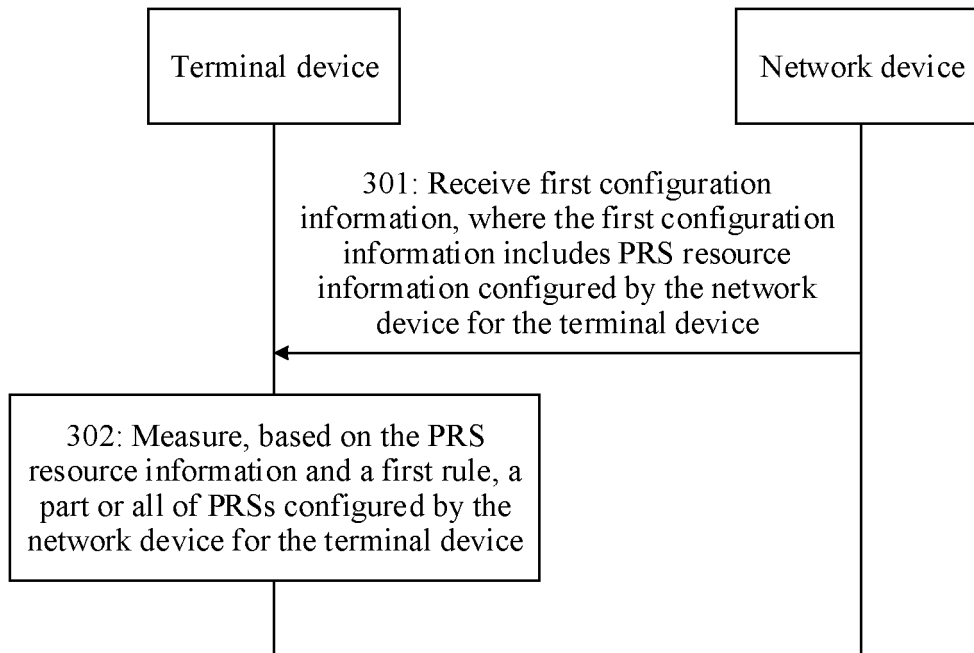 Terminal device
Network device
301: Receive first configuration
information, where the first configuration
information includes PRS resource
information configured by the network
device for the terminal device
302: Measure, based on the PRS
resource information and a first rule, a
part or all of PRSs configured by the
network device for the terminal device